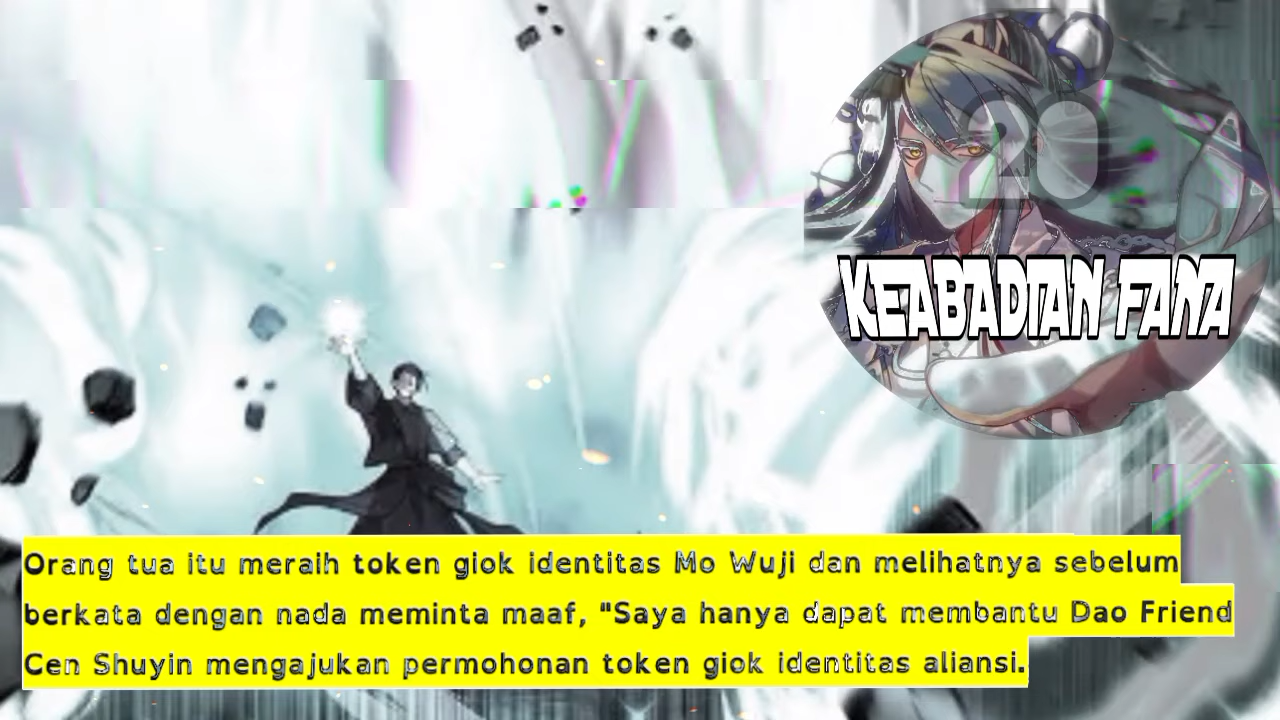 20
KEABADIAN FANA
Orang tua itu meraih token giok identitas Mo Wuji dan melihatnya sebelum
berkata dengan nada meminta maaf, "Saya hanya dapat membantu Dao Friend
Cen Shuyin mengajukan permohonan token giok identitas aliansi.